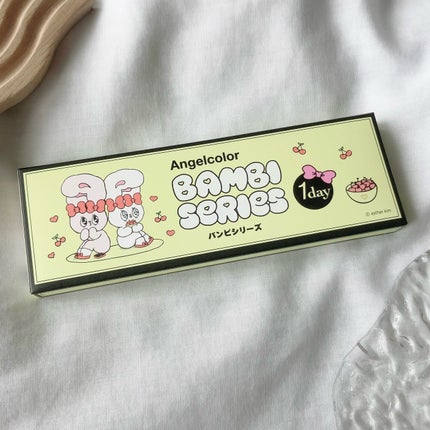 Angelcolor
BAMBI
SERIES
バンビシリーズ
1day
© esther kim